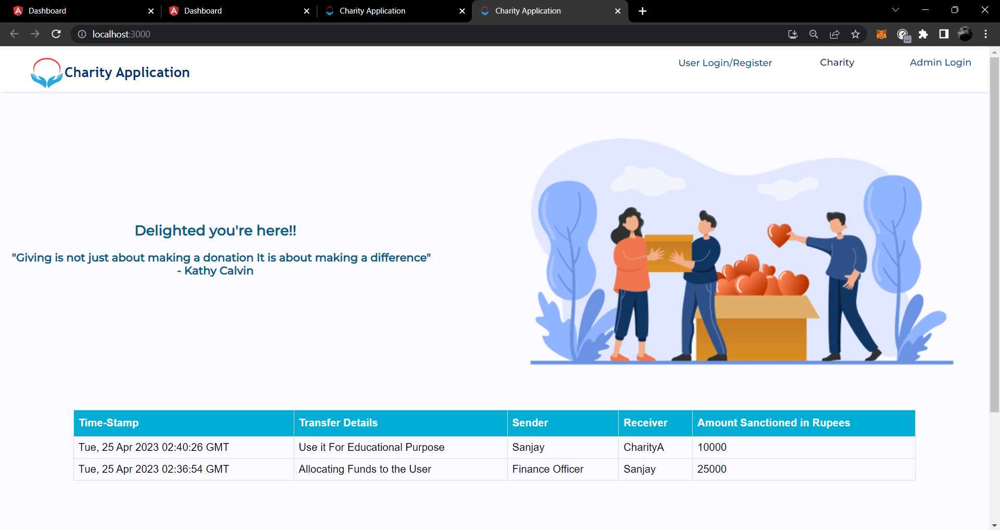 Dashboard
Dashboard
Charity Application
Charity Application
localhost:3000
Charity Application
User Login/Register
Charity
Admin Login
Delighted you're here!!
"Giving is not just about making a donation It is about making a difference"
- Kathy Calvin
Time-Stamp Transfer Details Sender Receiver Amount Sanctioned in Rupees
Tue, 25 Apr 2023 02:40:26 GMT Use it For Educational Purpose Sanjay CharityA 10000
Tue, 25 Apr 2023 02:36:54 GMT Allocating Funds to the User Finance Officer Sanjay 25000